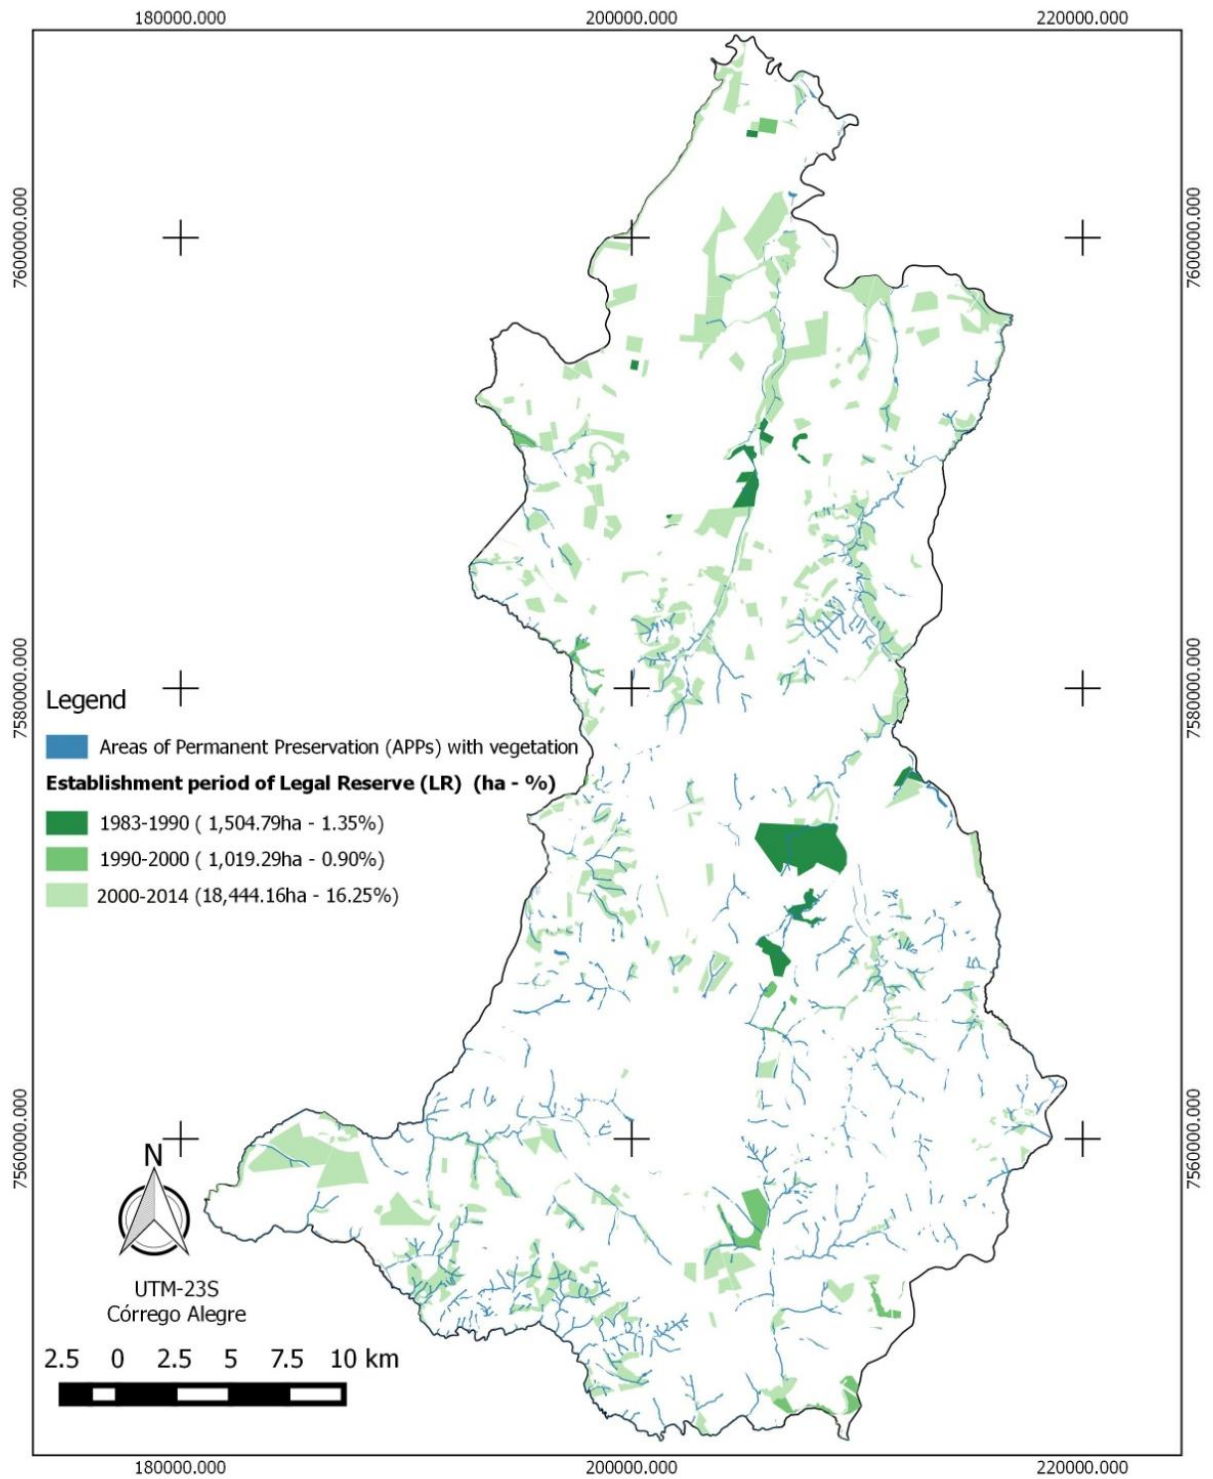 180000.000 200000.000 220000.000
7600000.000 7600000.000
7580000.000 7580000.000
Legend
Areas of Permanent Preservation (APPs) with vegetation
Establishment period of Legal Reserve (LR) (ha - %)
1983-1990 ( 1,504.79ha - 1.35%)
1990-2000 ( 1,019.29ha - 0.90%)
2000-2014 (18,444.16ha - 16.25%)
7560000.000 7560000.000
N
UTM-23S
Córrego Alegre
2.5 0 2.5 5 7.5 10 km
180000.000 200000.000 220000.000